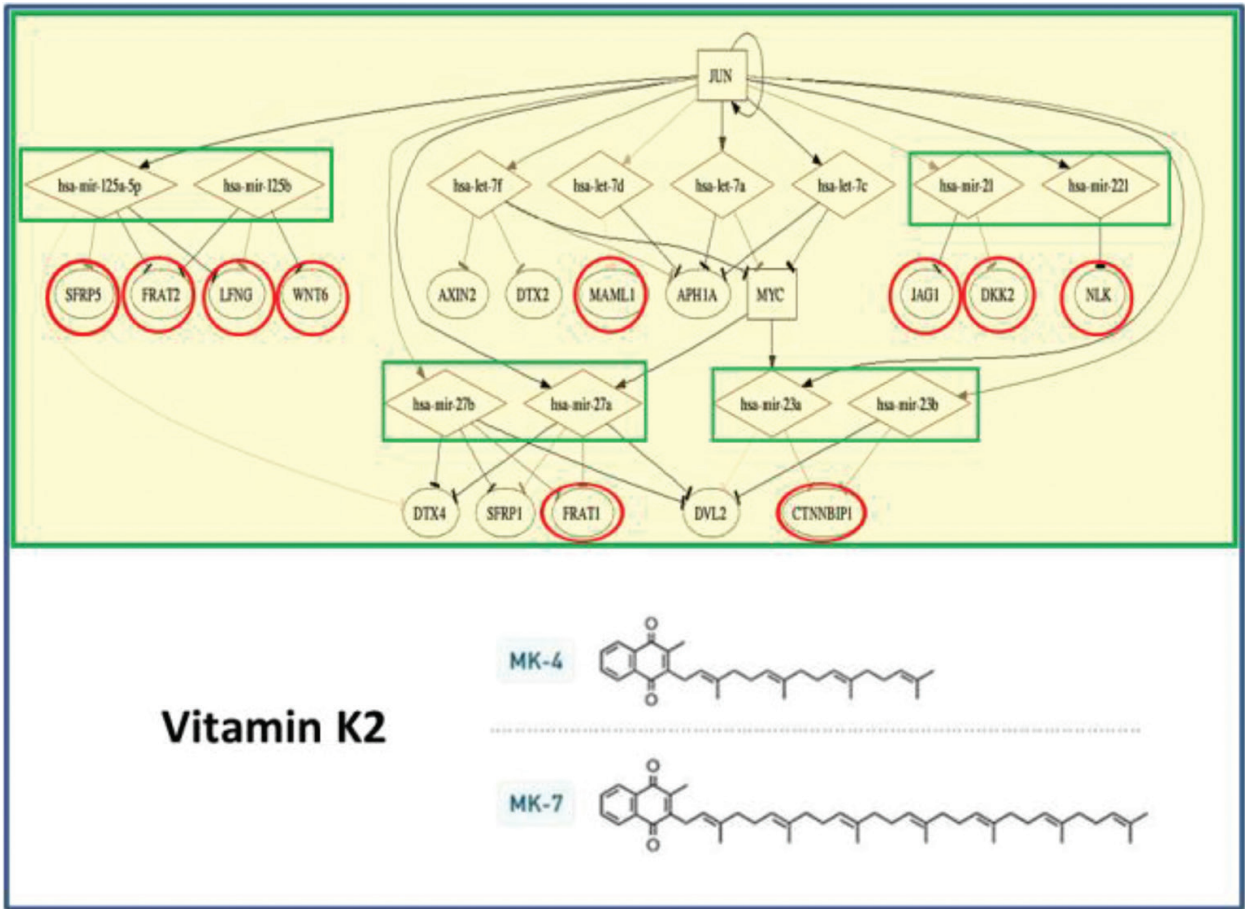 JUN
hsa-mir-125a-5p hsa-mir-125b hsa-let-7f hsa-let-7d hsa-let-7a hsa-let-7c hsa-mir-21 hsa-mir-221
SFRP5 FRAT2 LFNG WNT6 AXIN2 DTX2 MAML1 APH1A MYC JAG1 DKK2 NLK
hsa-mir-27b hsa-mir-27a hsa-mir-23a hsa-mir-23b
DTX4 SFRP1 FRAT1 DVL2 CTNNBIP1
O
MK-4
O
Vitamin K2
O
MK-7
O